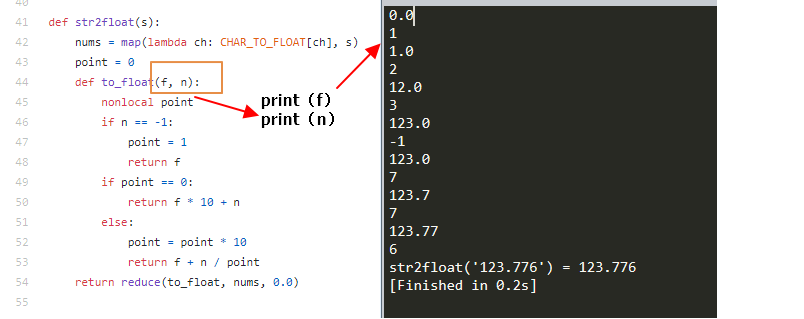 40
41 def str2float(s):
42 nums = map(lambda ch: CHAR_TO_FLOAT[ch], s)
43 point = 0
44 def to_float(f, n):
45 nonlocal point
46 if n == -1:
47 point = 1
48 return f
49 if point == 0:
50 return f * 10 + n
51 else:
52 point = point * 10
53 return f + n / point
54 return reduce(to_float, nums, 0.0)
55
print（f）
print（n）
0.0
1
1.0
2
12.0
3
123.0
-1
123.0
7
123.7
7
123.77
6
str2float('123.776') = 123.776
[Finished in 0.2s]